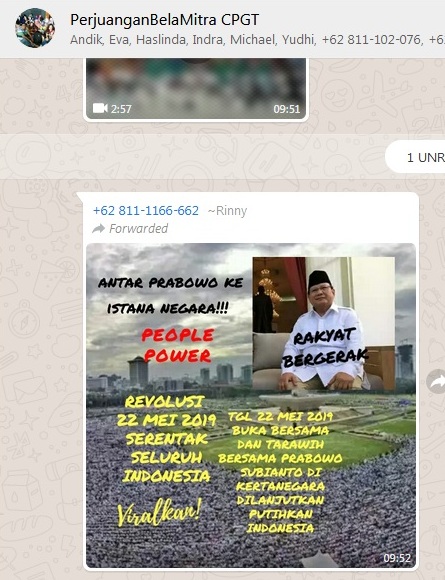 PerjuanganBelaMitra CPGT
Andik, Eva, Haslinda, Indra, Michael, Yudhi, +62 811-102-076, +6
2:57
09:51
1 UNR
+62 811-1166-662 ~Rinny
Forwarded
ANTAR PRABOWO KE
ISTANA NEGARA!!!
PEOPLE
POWER
RAKYAT
BERGERAK
REVOLUSI
22 MEI 2019
SERENTAK
SELURUH
INDONESIA
Viralkan!
TGL 22 MEI 2019
BUKA BERSAMA
DAN TARAWIH
BERSAMA PRABOWO
SUBIANTO DI
KERTANEGARA
DILANJUTKAN
PUTIHKAN
INDONESIA
09:52